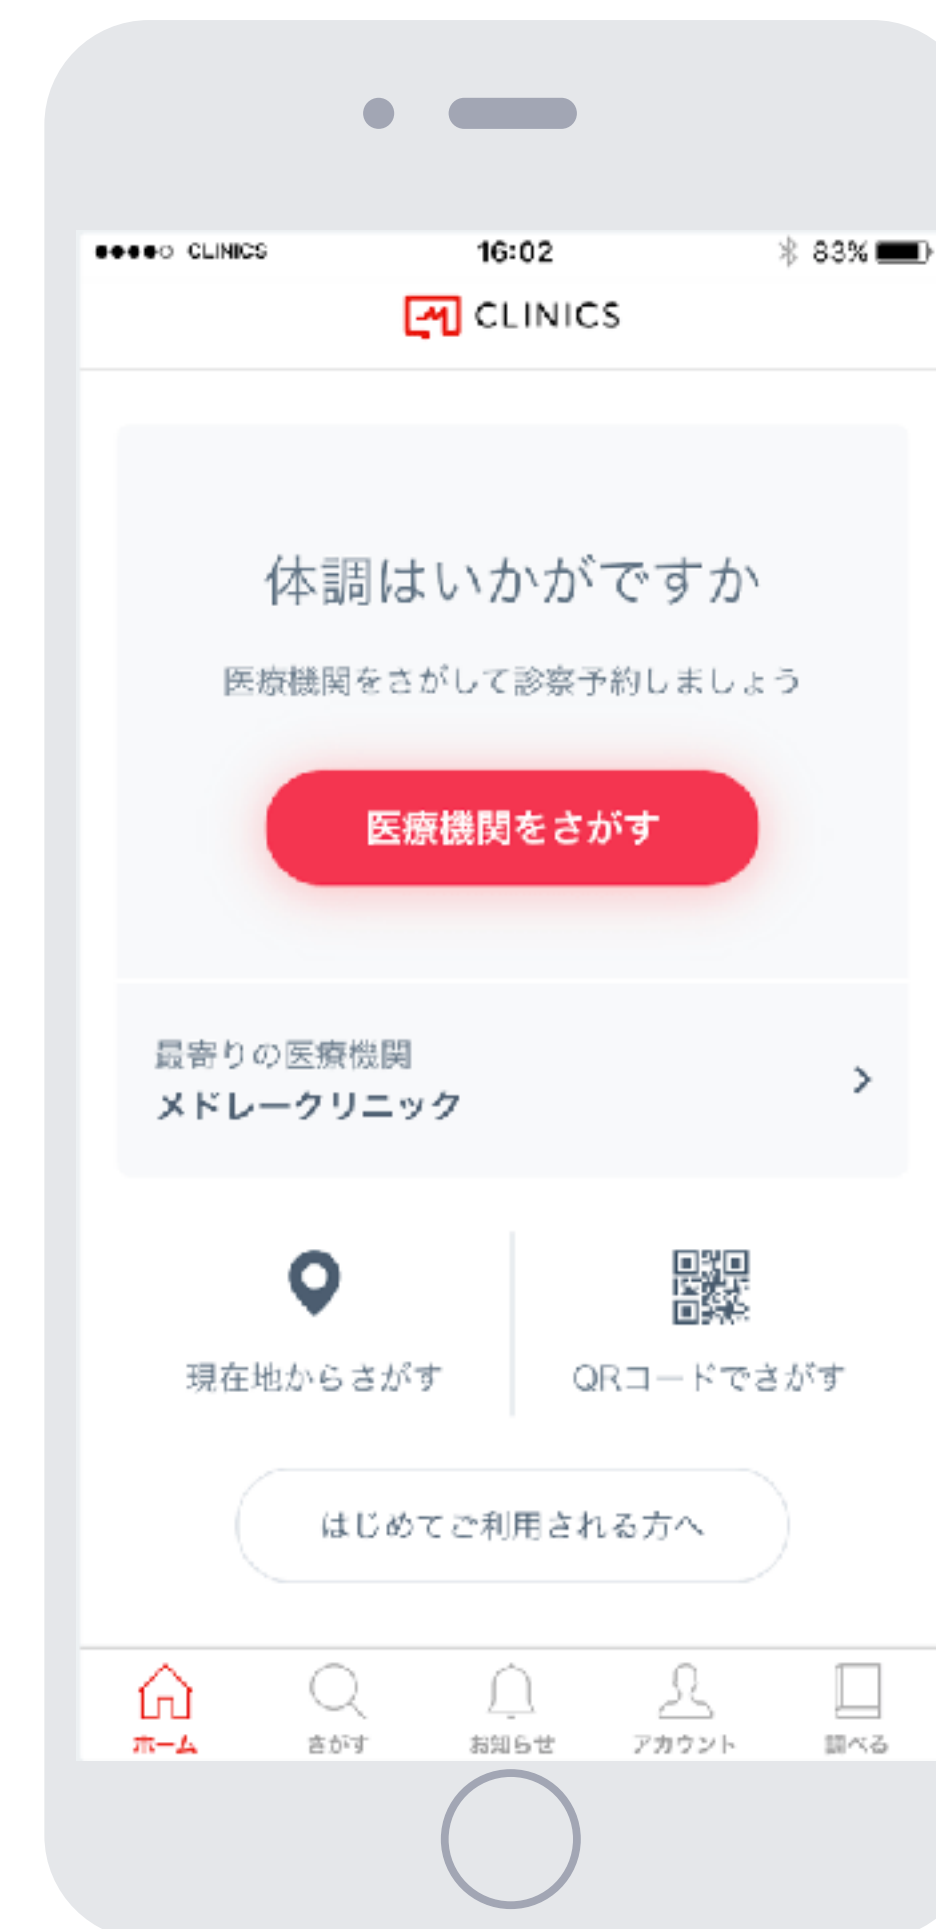 CLINICS 16:02 83%
CLINICS
体調はいかがですか
医療機関をさがして診察予約しましょう
医療機関をさがす
最寄りの医療機関
メドレークリニック
現在地からさがす QRコードでさがす
はじめてご利用される方へ
ホーム さがす お知らせ アカウント 調べる